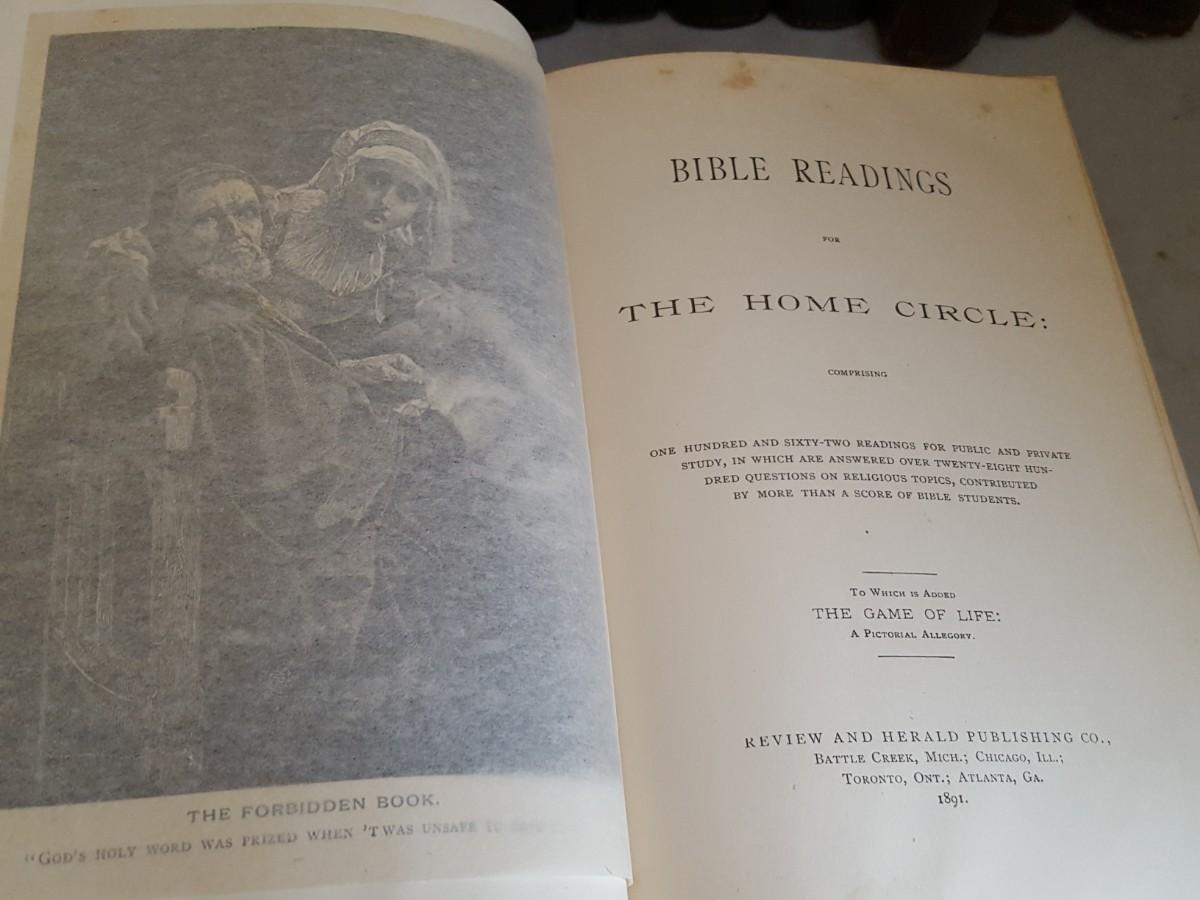 THE FORBIDDEN BOOK.
"GOD'S HOLY WORD WAS PRIZED WHEN 'T WAS UNSAFE TO
BIBLE READINGS
FOR
THE HOME CIRCLE:
COMPRISING
ONE HUNDRED AND SIXTY-TWO READINGS FOR PUBLIC AND PRIVATE
STUDY, IN WHICH ARE ANSWERED OVER TWENTY-EIGHT HUN-
DRED QUESTIONS ON RELIGIOUS TOPICS, CONTRIBUTED
BY MORE THAN A SCORE OF BIBLE STUDENTS.
TO WHICH IS ADDED
THE GAME OF LIFE:
A PICTORIAL ALLEGORY.
REVIEW AND HERALD PUBLISHING CO.,
BATTLE CREEK, MICH.; CHICAGO, ILL.;
TORONTO, ONT.; ATLANTA, GA.
1891.